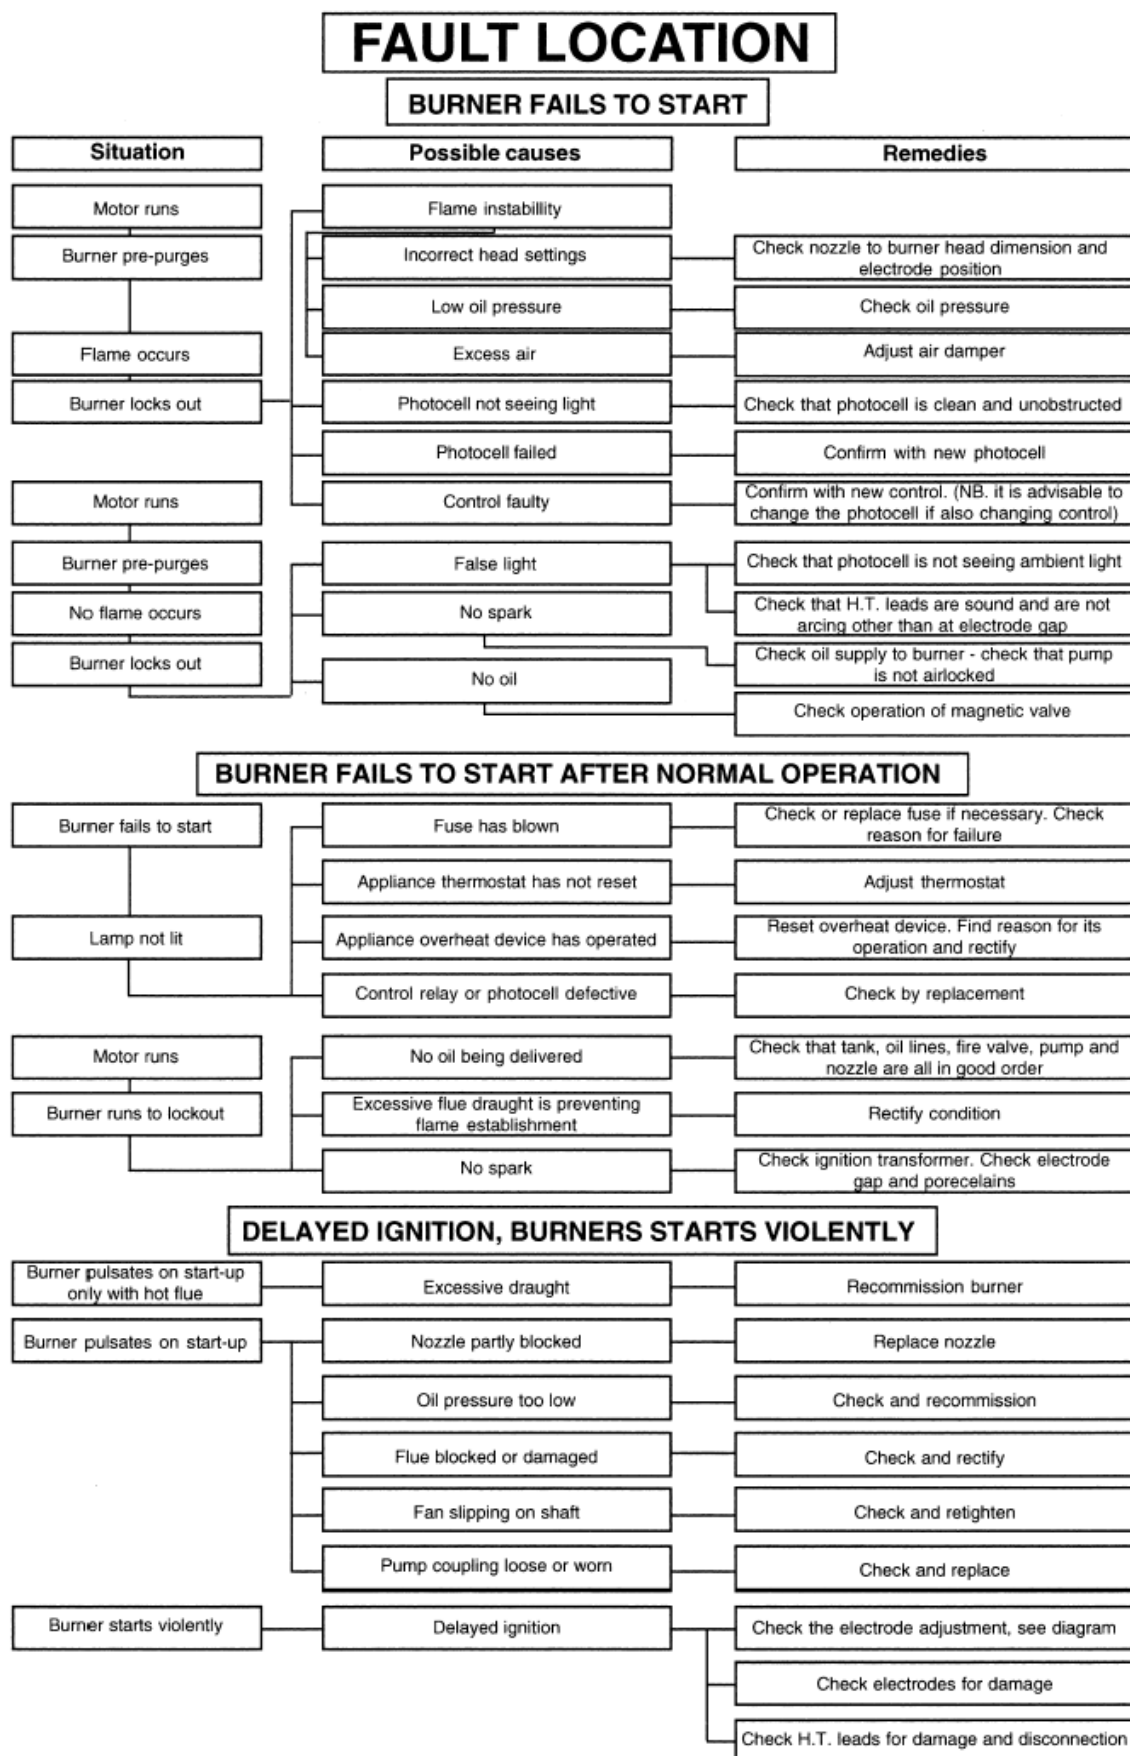 FAULT LOCATION
BURNER FAILS TO START
Situation
Possible causes
Remedies
Motor runs
Flame instabillity
Burner pre-purges
Incorrect head settings
Check nozzle to burner head dimension and
electrode position
Low oil pressure
Check oil pressure
Flame occurs
Excess air
Adjust air damper
Burner locks out
Photocell not seeing light
Check that photocell is clean and unobstructed
Photocell failed
Confirm with new photocell
Motor runs
Control faulty
Confirm with new control. (NB. it is advisable to
change the photocell if also changing control)
Burner pre-purges
False light
Check that photocell is not seeing ambient light
No flame occurs
No spark
Check that H.T. leads are sound and are not
arcing other than at electrode gap
Burner locks out
No oil
Check oil supply to burner - check that pump
is not airlocked
Check operation of magnetic valve
BURNER FAILS TO START AFTER NORMAL OPERATION
Burner fails to start
Fuse has blown
Check or replace fuse if necessary. Check
reason for failure
Appliance thermostat has not reset
Adjust thermostat
Lamp not lit
Appliance overheat device has operated
Reset overheat device. Find reason for its
operation and rectify
Control relay or photocell defective
Check by replacement
Motor runs
No oil being delivered
Check that tank, oil lines, fire valve, pump and
nozzle are all in good order
Burner runs to lockout
Excessive flue draught is preventing
flame establishment
Rectify condition
No spark
Check ignition transformer. Check electrode
gap and porecelains
DELAYED IGNITION, BURNERS STARTS VIOLENTLY
Burner pulsates on start-up
only with hot flue
Excessive draught
Recommission burner
Burner pulsates on start-up
Nozzle partly blocked
Replace nozzle
Oil pressure too low
Check and recommission
Flue blocked or damaged
Check and rectify
Fan slipping on shaft
Check and retighten
Pump coupling loose or worn
Check and replace
Burner starts violently
Delayed ignition
Check the electrode adjustment, see diagram
Check electrodes for damage
Check H.T. leads for damage and disconnection